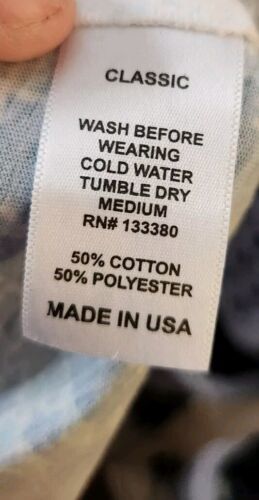 CLASSIC
WASH BEFORE
WEARING
COLD WATER
TUMBLE DRY
MEDIUM
RN# 133380
50% COTTON
50% POLYESTER
MADE IN USA